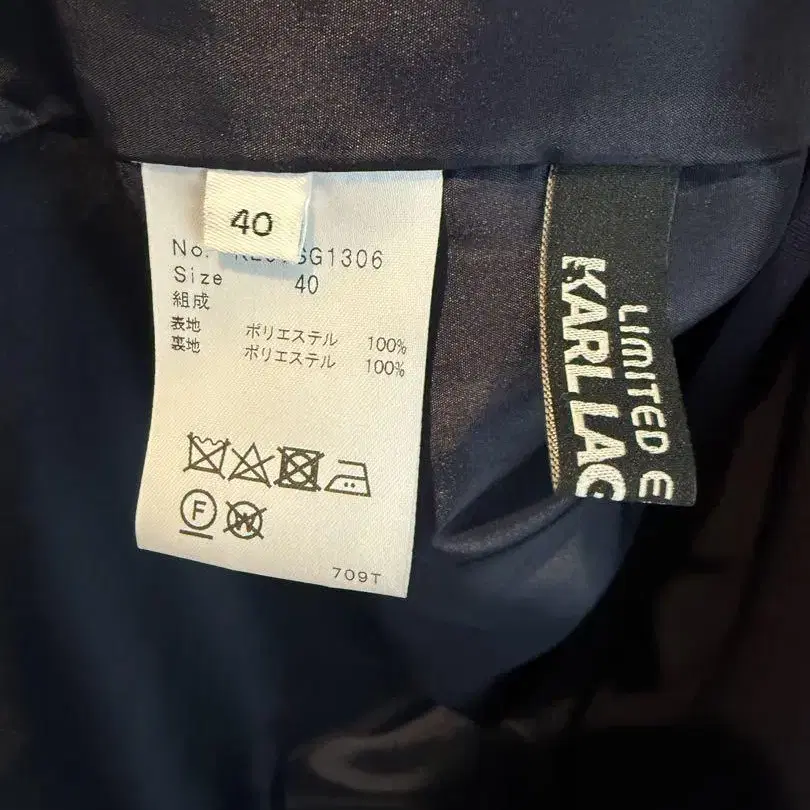 40
No. SG1306
Size 40
組成
表地 ポリエステル 100%
裏地 ポリエステル 100%
F
W
709T
LIMITED E
KARL LAG